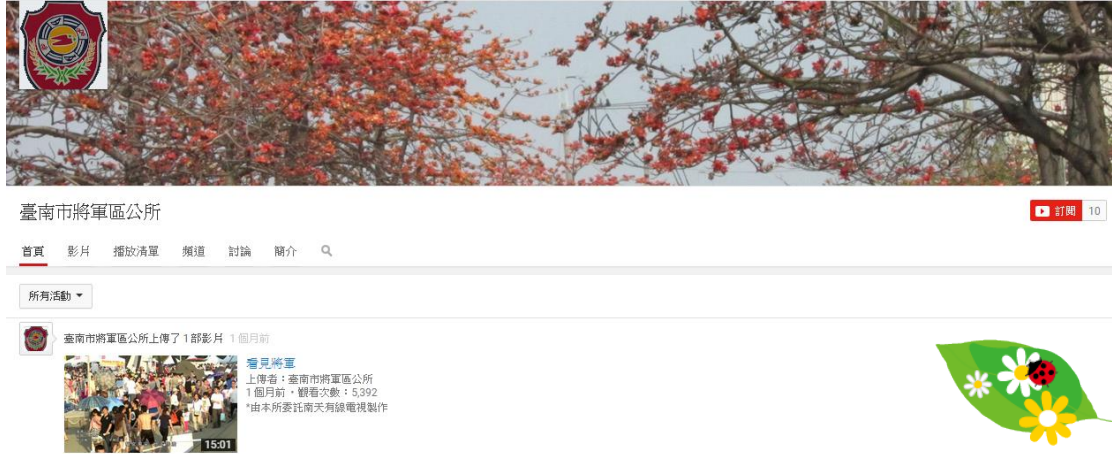 臺南市將軍區公所
訂閱 10
首頁 影片 播放清單 頻道 討論 簡介
所有活動
臺南市將軍區公所上傳了 1 部影片 1 個月前
看見將軍
上傳者：臺南市將軍區公所
1 個月前・觀看次數：5,392
*由本所委託南天有線電視製作
15:01